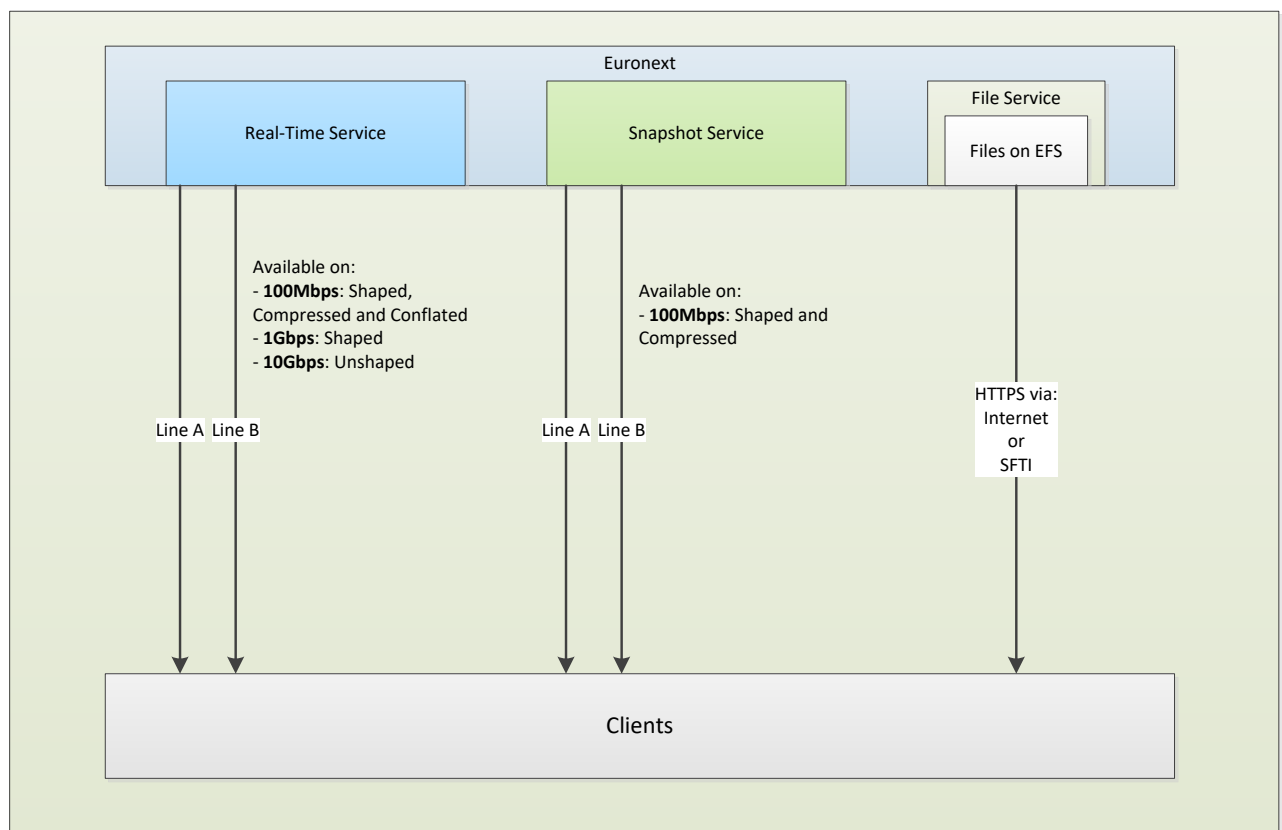 Euronext
Real-Time Service
Snapshot Service
File Service
Files on EFS
Available on:
- 100Mbps: Shaped,
Compressed and Conflated
- 1Gbps: Shaped
- 10Gbps: Unshaped
Available on:
- 100Mbps: Shaped and
Compressed
Line A
Line B
Line A
Line B
HTTPS via:
Internet
or
SFTI
Clients